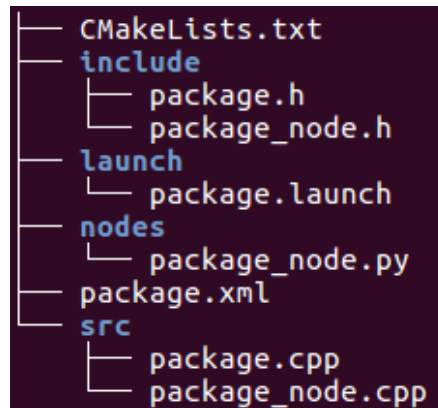 ├── CMakeLists.txt
├── include
│   ├── package.h
│   └── package_node.h
├── launch
│   └── package.launch
├── nodes
│   └── package_node.py
├── package.xml
└── src
    ├── package.cpp
    └── package_node.cpp